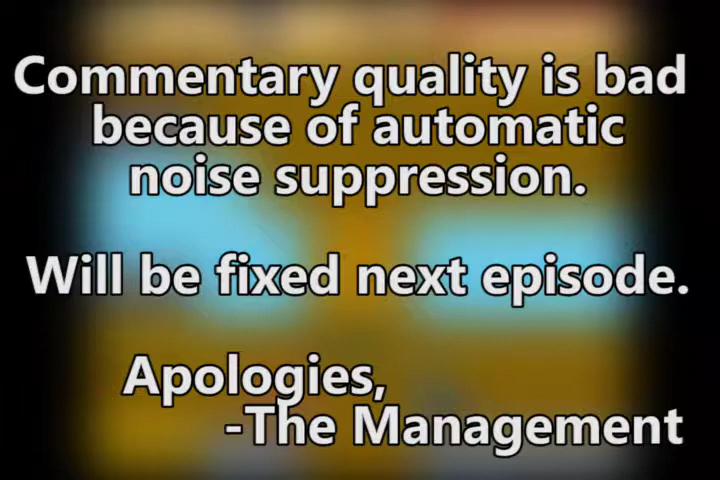 Commentary quality is bad
because of automatic
noise suppression.
Will be fixed next episode.
Apologies,
-The Management